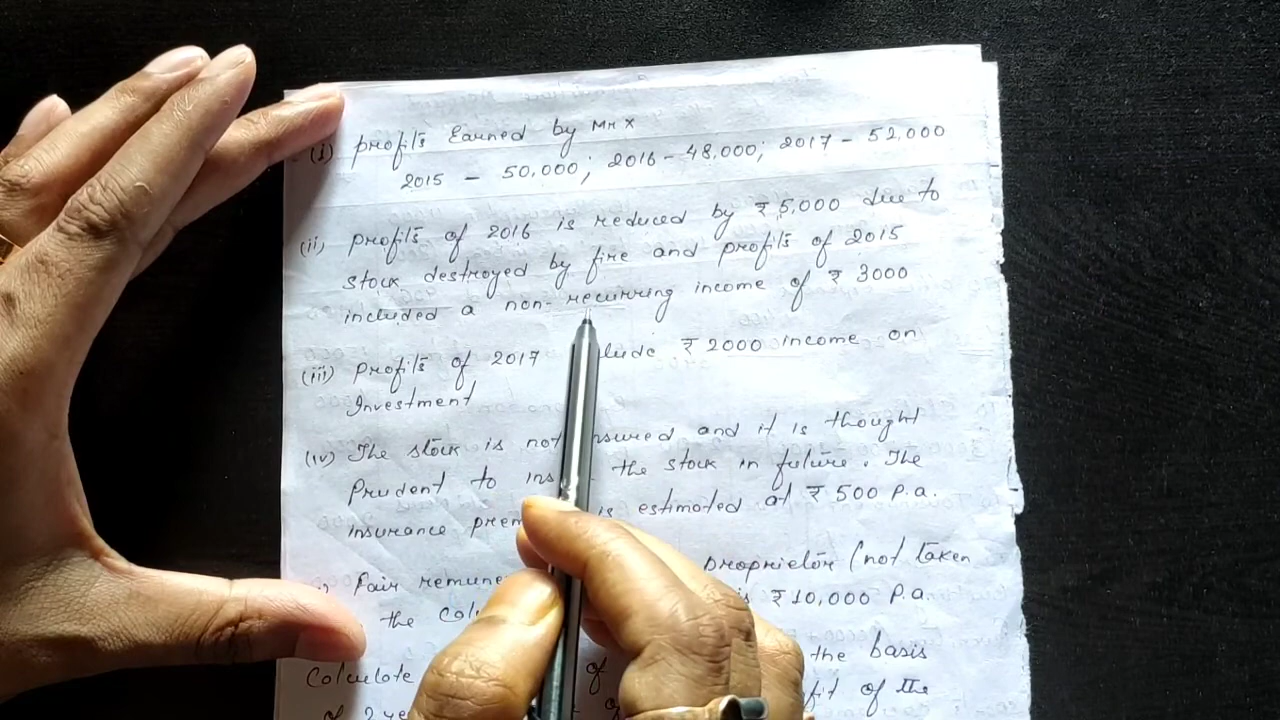 (i) profits Earned by Mr X
2015 - 50,000; 2016 - 48,000; 2017 - 52,000
(ii) profits of 2016 is reduced by ₹ 5,000 due to
stock destroyed by fire and profits of 2015
included a non-recurring income of ₹ 3000
(iii) profits of 2017 ₹ 2000 income on
Investment
(iv) The stock is not and it is thought
Prudent to the stock in future. The
insurance is estimated at ₹ 500 P.a.
Fair proprietor (not taken
the ₹ 10,000 P.a.
Calculate of the basis
of 2 of the